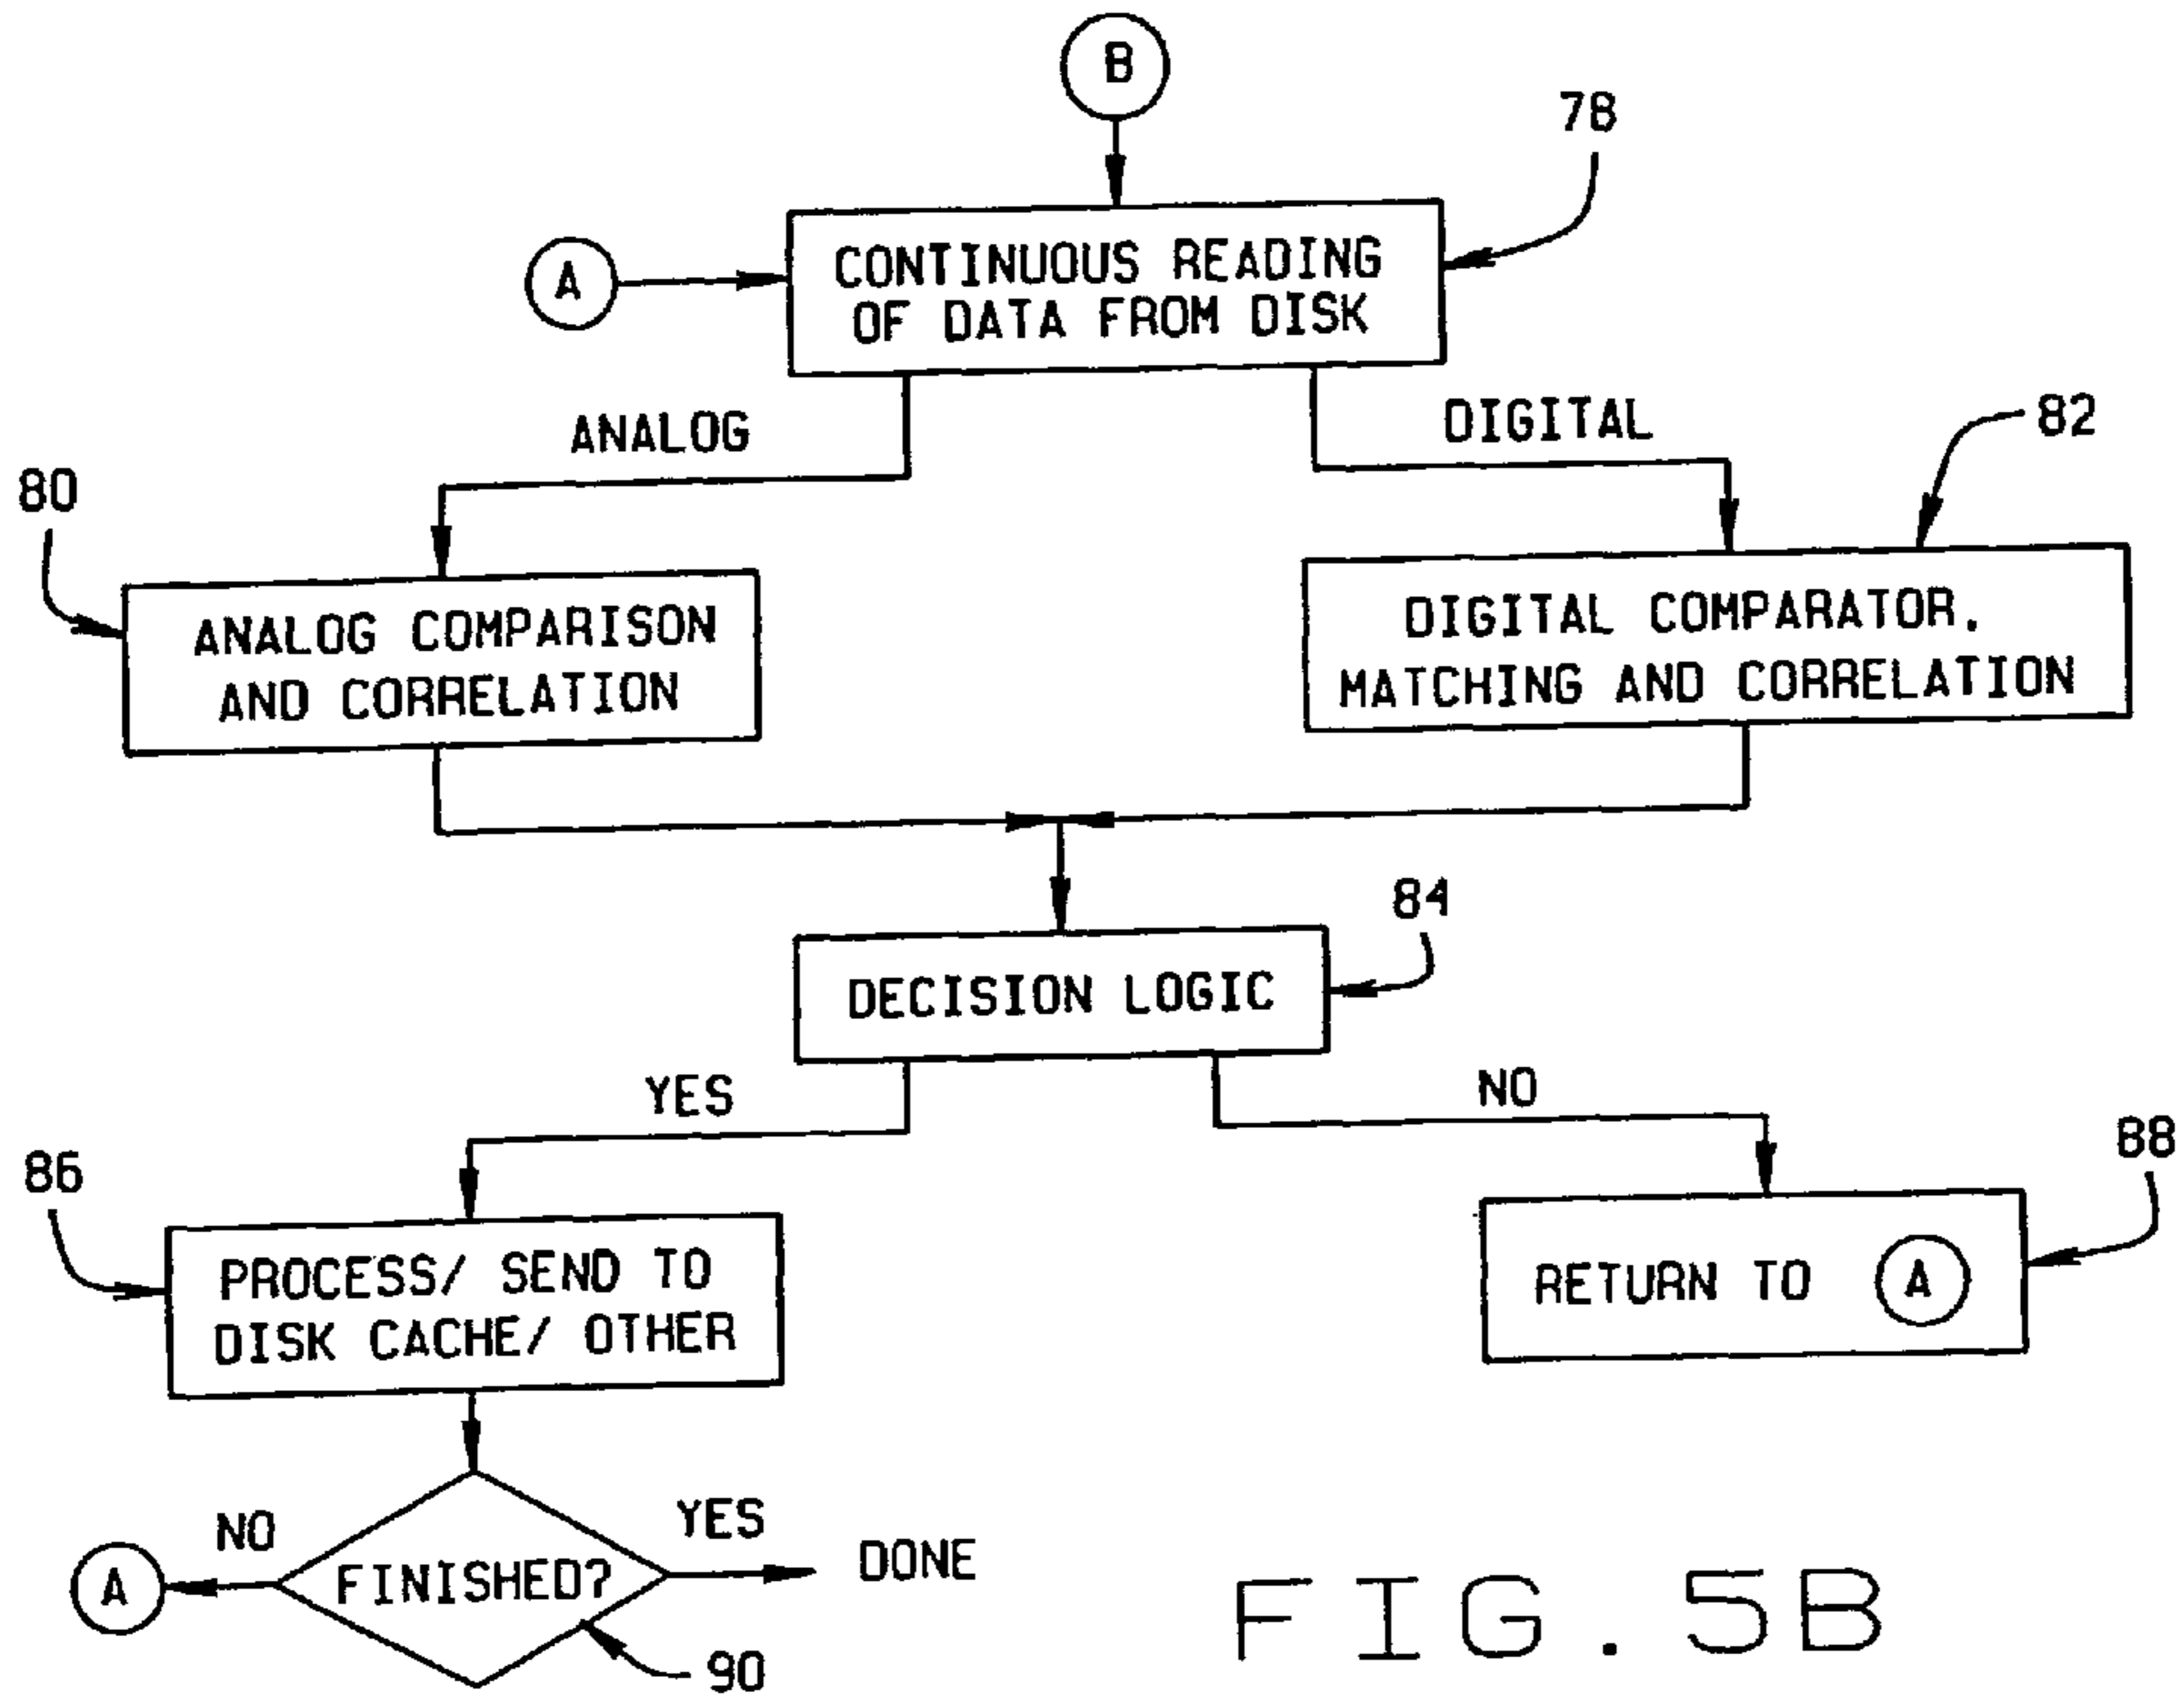 B
78
A
CONTINUOUS READING
OF DATA FROM DISK
ANALOG
DIGITAL
82
80
ANALOG COMPARISON
AND CORRELATION
DIGITAL COMPARATOR.
MATCHING AND CORRELATION
84
DECISION LOGIC
YES
NO
86
88
PROCESS/ SEND TO
DISK CACHE/ OTHER
RETURN TO A
NO
YES
A
FINISHED?
DONE
90
FIG. 5B